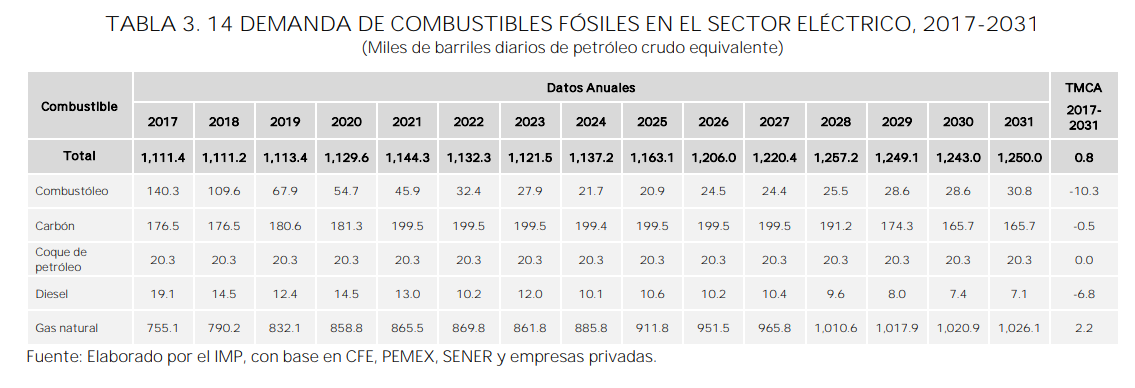 TABLA 3. 14 DEMANDA DE COMBUSTIBLES FÓSILES EN EL SECTOR ELÉCTRICO, 2017-2031
(Miles de barriles diarios de petróleo crudo equivalente)
Combustible Datos Anuales TMCA 2017-2031
2017 2018 2019 2020 2021 2022 2023 2024 2025 2026 2027 2028 2029 2030 2031
Total 1,111.4 1,111.2 1,113.4 1,129.6 1,144.3 1,132.3 1,121.5 1,137.2 1,163.1 1,206.0 1,220.4 1,257.2 1,249.1 1,243.0 1,250.0 0.8
Combustóleo 140.3 109.6 67.9 54.7 45.9 32.4 27.9 21.7 20.9 24.5 24.4 25.5 28.6 28.6 30.8 -10.3
Carbón 176.5 176.5 180.6 181.3 199.5 199.5 199.5 199.4 199.5 199.5 199.5 191.2 174.3 165.7 165.7 -0.5
Coque de petróleo 20.3 20.3 20.3 20.3 20.3 20.3 20.3 20.3 20.3 20.3 20.3 20.3 20.3 20.3 20.3 0.0
Diesel 19.1 14.5 12.4 14.5 13.0 10.2 12.0 10.1 10.6 10.2 10.4 9.6 8.0 7.4 7.1 -6.8
Gas natural 755.1 790.2 832.1 858.8 865.5 869.8 861.8 885.8 911.8 951.5 965.8 1,010.6 1,017.9 1,020.9 1,026.1 2.2
Fuente: Elaborado por el IMP, con base en CFE, PEMEX, SENER y empresas privadas.